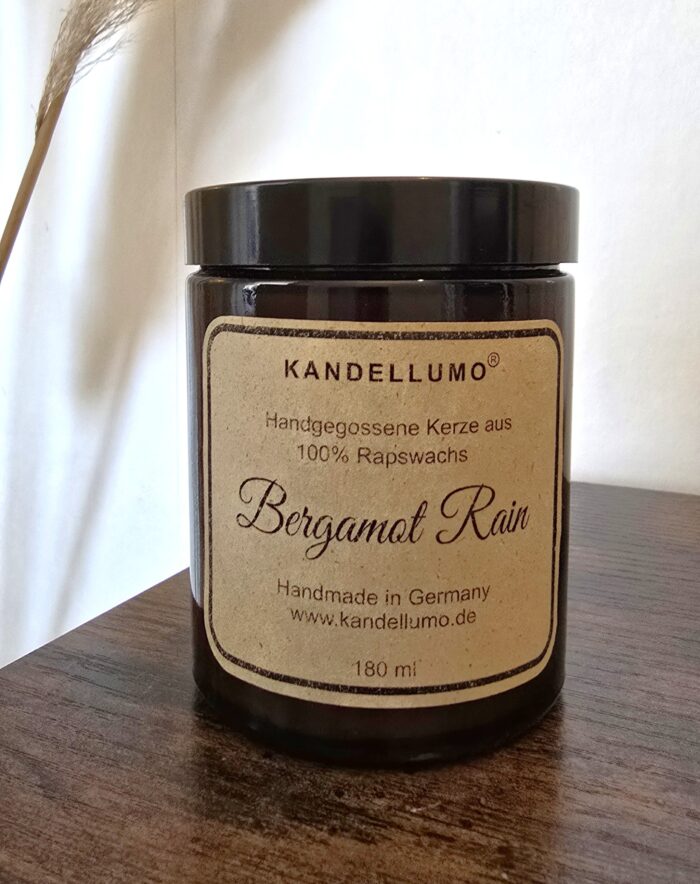 KANDELLUMO®
Handgegossene Kerze aus
100% Rapswachs
Bergamot Rain
Handmade in Germany
www.kandellumo.de
180 ml